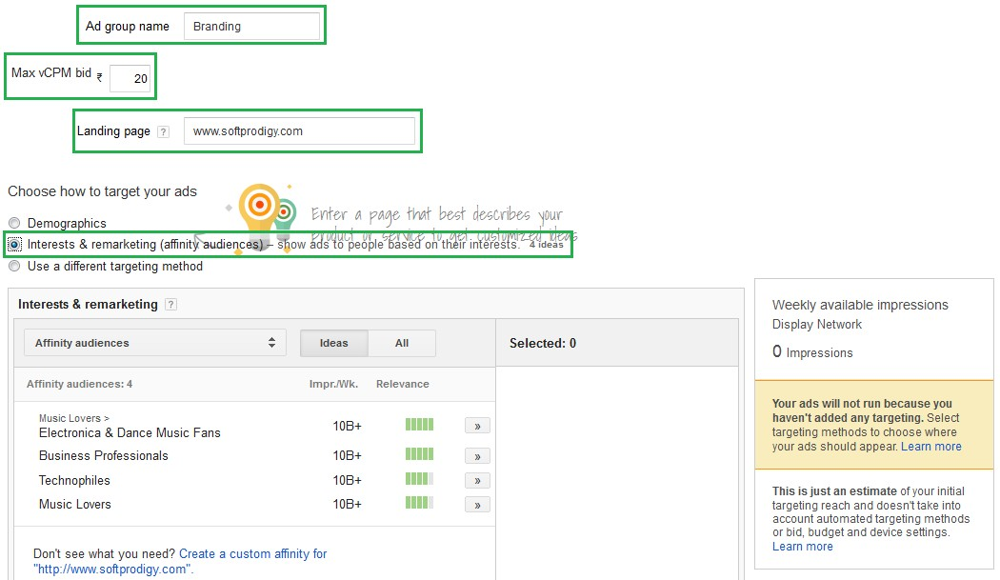 Ad group name Branding
Max vCPM bid ₹ 20
Landing page ? www.softprodigy.com
Choose how to target your ads
Enter a page that best describes your
product or service to get customized ideas
Demographics
Interests & remarketing (affinity audiences) – show ads to people based on their interests. 4 ideas
Use a different targeting method
Interests & remarketing ?
Affinity audiences Ideas All Selected: 0
Affinity audiences: 4 Impr./Wk. Relevance
Music Lovers >
Electronica & Dance Music Fans 10B+ »
Business Professionals 10B+ »
Technophiles 10B+ »
Music Lovers 10B+ »
Don't see what you need? Create a custom affinity for
"http://www.softprodigy.com".
Weekly available impressions
Display Network
0 Impressions
Your ads will not run because you
haven't added any targeting. Select
targeting methods to choose where
your ads should appear. Learn more
This is just an estimate of your initial
targeting reach and doesn't take into
account automated targeting methods
or bid, budget and device settings.
Learn more